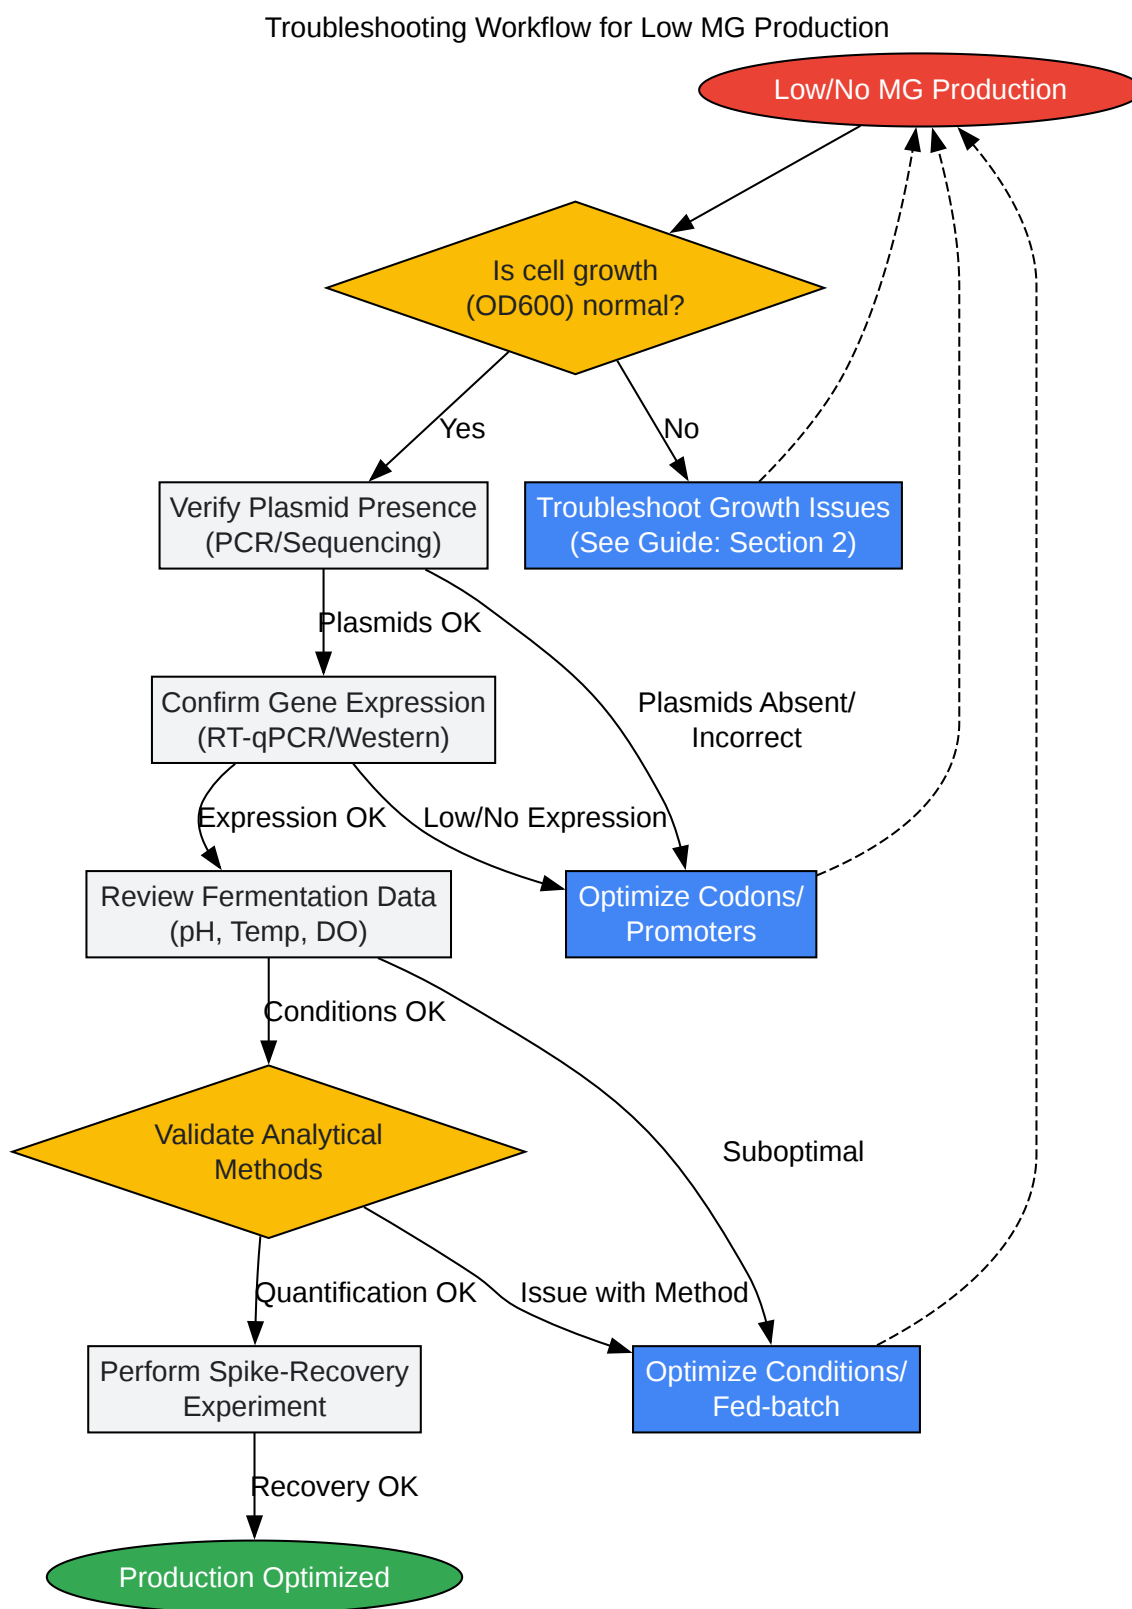 Troubleshooting Workflow for Low MG Production
Low/No MG Production
Is cell growth
(OD600) normal?
Yes
No
Verify Plasmid Presence
(PCR/Sequencing)
Troubleshoot Growth Issues
(See Guide: Section 2)
Plasmids OK
Plasmids Absent/
Incorrect
Confirm Gene Expression
(RT-qPCR/Western)
Expression OK
Low/No Expression
Review Fermentation Data
(pH, Temp, DO)
Optimize Codons/
Promoters
Conditions OK
Suboptimal
Validate Analytical
Methods
Quantification OK
Issue with Method
Perform Spike-Recovery
Experiment
Optimize Conditions/
Fed-batch
Recovery OK
Production Optimized